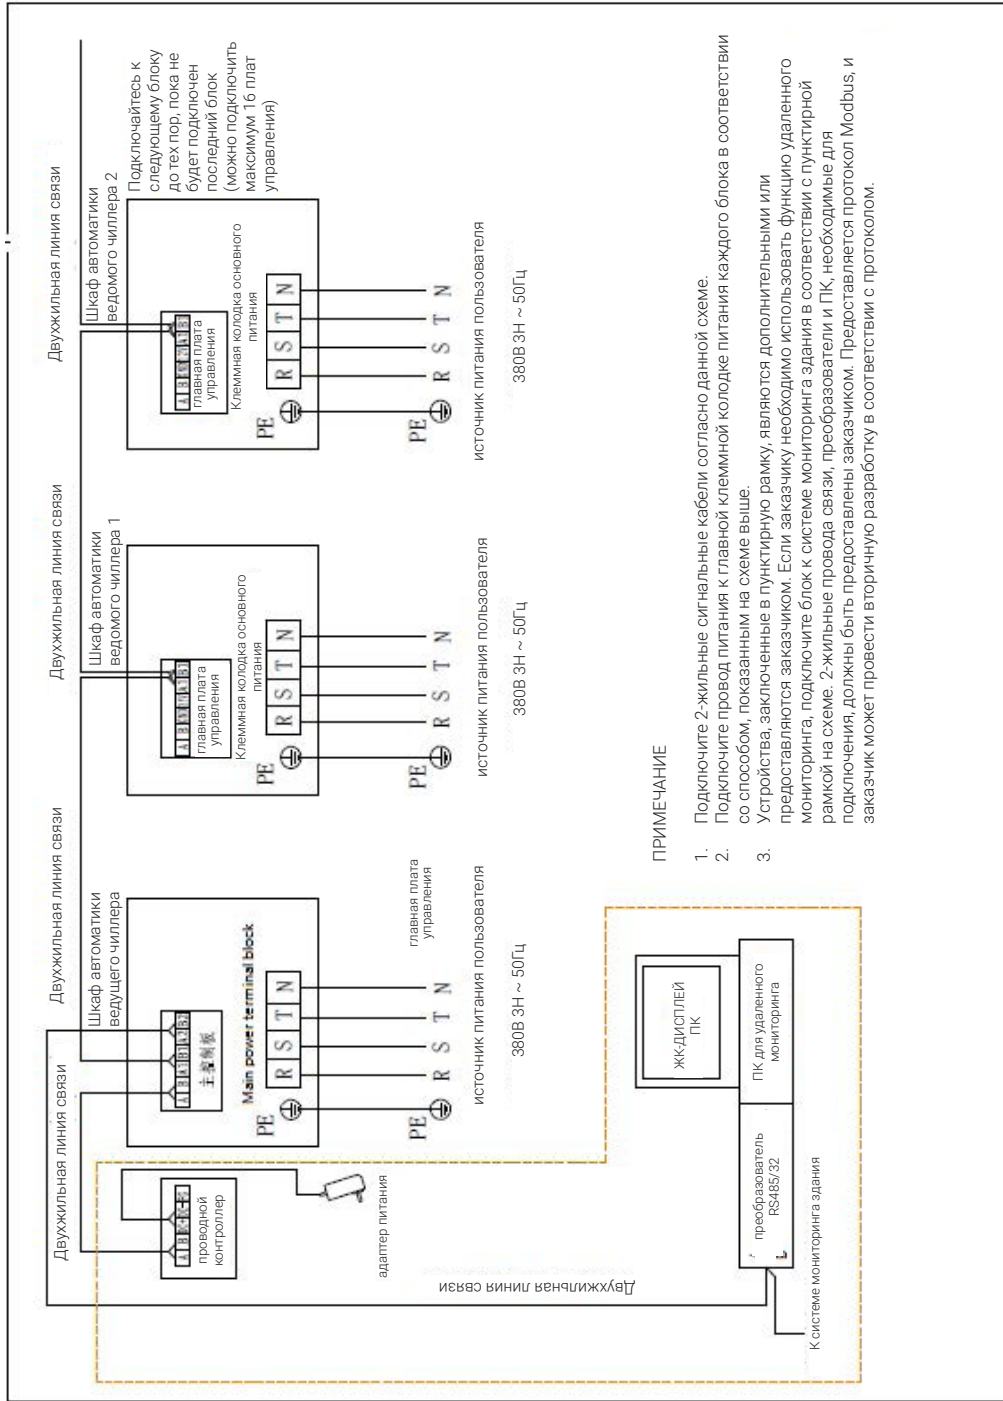 Двухжильная линия связи
Двухжильная линия связи
Двухжильная линия связи
Двухжильная линия связи
Шкаф автоматики
ведущего чиллера
A B A1 B1 A2 B2
主控制板
Main power terminal block
R S T N
PE
PE R S T N
главная плата
управления
источник питания пользователя
380В 3Н ~ 50Гц
Шкаф автоматики
ведомого чиллера 1
главная плата
управления
Клеммная колодка основного
питания
R S T N
PE
PE R S T N
источник питания пользователя
380В 3Н ~ 50Гц
Шкаф автоматики
ведомого чиллера 2
главная плата
управления
Клеммная колодка основного
питания
R S T N
PE
PE R S T N
источник питания пользователя
380В 3Н ~ 50Гц
Подключайтесь к
следующему блоку
до тех пор, пока не
будет подключен
последний блок
(можно подключить
максимум 16 плат
управления)
проводной
контроллер
адаптер питания
Двухжильная линия связи
ЖК-ДИСПЛЕЙ
ПК
преобразователь
RS485/32
ПК для удаленного
мониторинга
К системе мониторинга здания
ПРИМЕЧАНИЕ
1. Подключите 2-жильные сигнальные кабели согласно данной схеме.
2. Подключите провод питания к главной клеммной колодке питания каждого блока в соответствии
со способом, показанным на схеме выше.
3. Устройства, заключенные в пунктирную рамку, являются дополнительными или
предоставляются заказчиком. Если заказчику необходимо использовать функцию удаленного
мониторинга, подключите блок к системе мониторинга здания в соответствии с пунктирной
рамкой на схеме. 2-жильные провода связи, преобразователи и ПК, необходимые для
подключения, должны быть предоставлены заказчиком. Предоставляется протокол Modbus, и
заказчик может провести вторичную разработку в соответствии с протоколом.